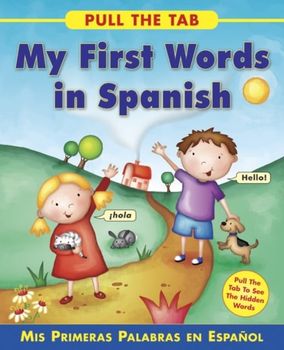 PULL THE TAB
My First Words
in Spanish
Hello!
¡hola
Pull The
Tab To See
The Hidden
Words
MIS PRIMERAS PALABRAS EN ESPAÑOL